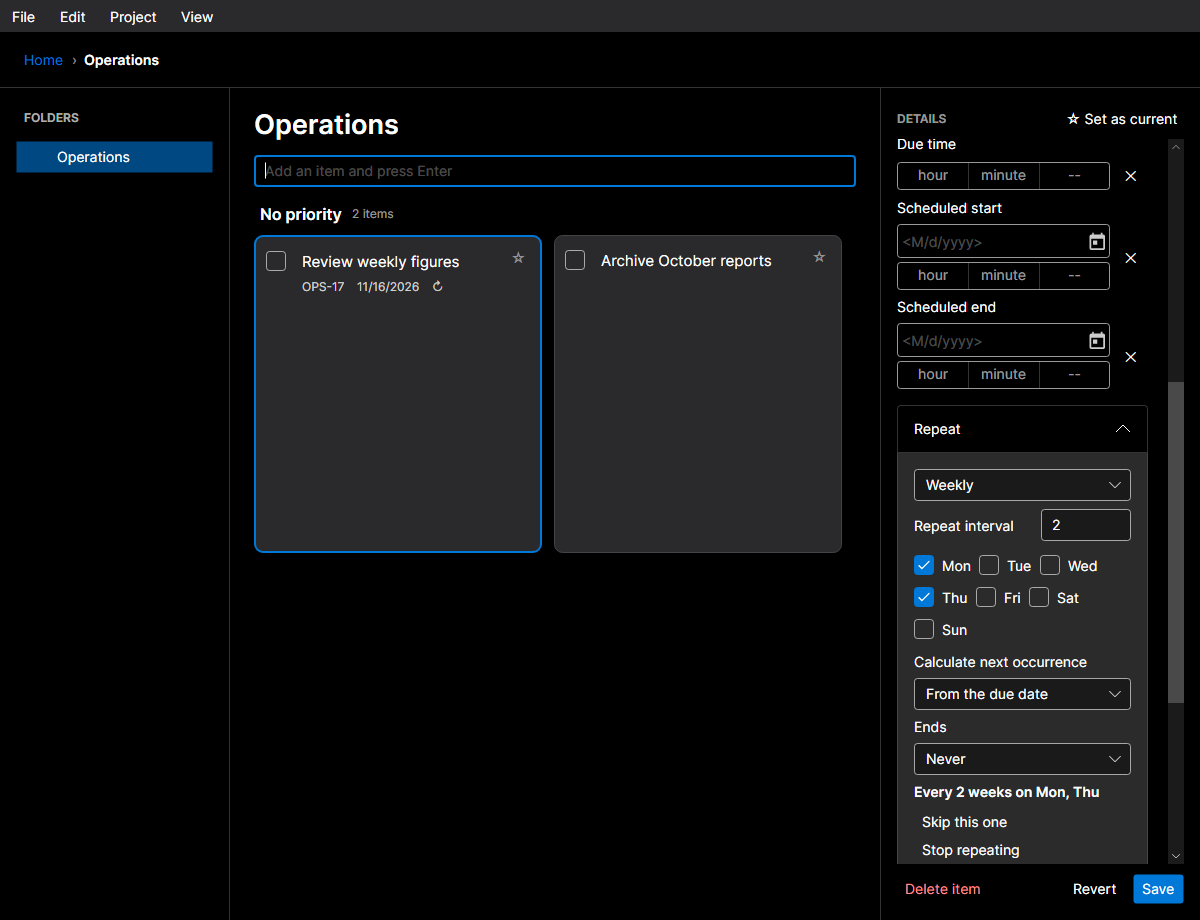 File Edit Project View
Home › Operations
FOLDERS
Operations
Operations
Add an item and press Enter
No priority 2 items
Review weekly figures
OPS-17 11/16/2026
Archive October reports
DETAILS
Set as current
Due time
hour minute --
Scheduled start
<M/d/yyyy>
hour minute --
Scheduled end
<M/d/yyyy>
hour minute --
Repeat
Weekly
Repeat interval 2
Mon Tue Wed
Thu Fri Sat
Sun
Calculate next occurrence
From the due date
Ends
Never
Every 2 weeks on Mon, Thu
Skip this one
Stop repeating
Delete item Revert Save